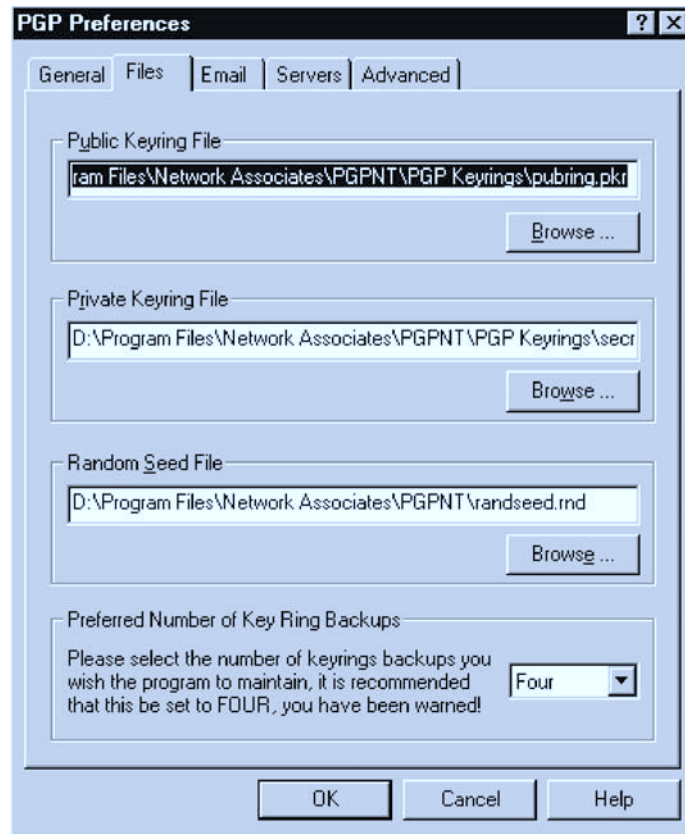 PGP Preferences
General Files Email Servers Advanced
Public Keyring File
ram Files\Network Associates\PGPNT\PGP Keyrings\pubring.pkr
Browse ...
Private Keyring File
D:\Program Files\Network Associates\PGPNT\PGP Keyrings\secr
Browse ...
Random Seed File
D:\Program Files\Network Associates\PGPNT\randseed.rnd
Browse ...
Preferred Number of Key Ring Backups
Please select the number of keyrings backups you
wish the program to maintain, it is recommended
that this be set to FOUR, you have been warned!
Four
OK Cancel Help